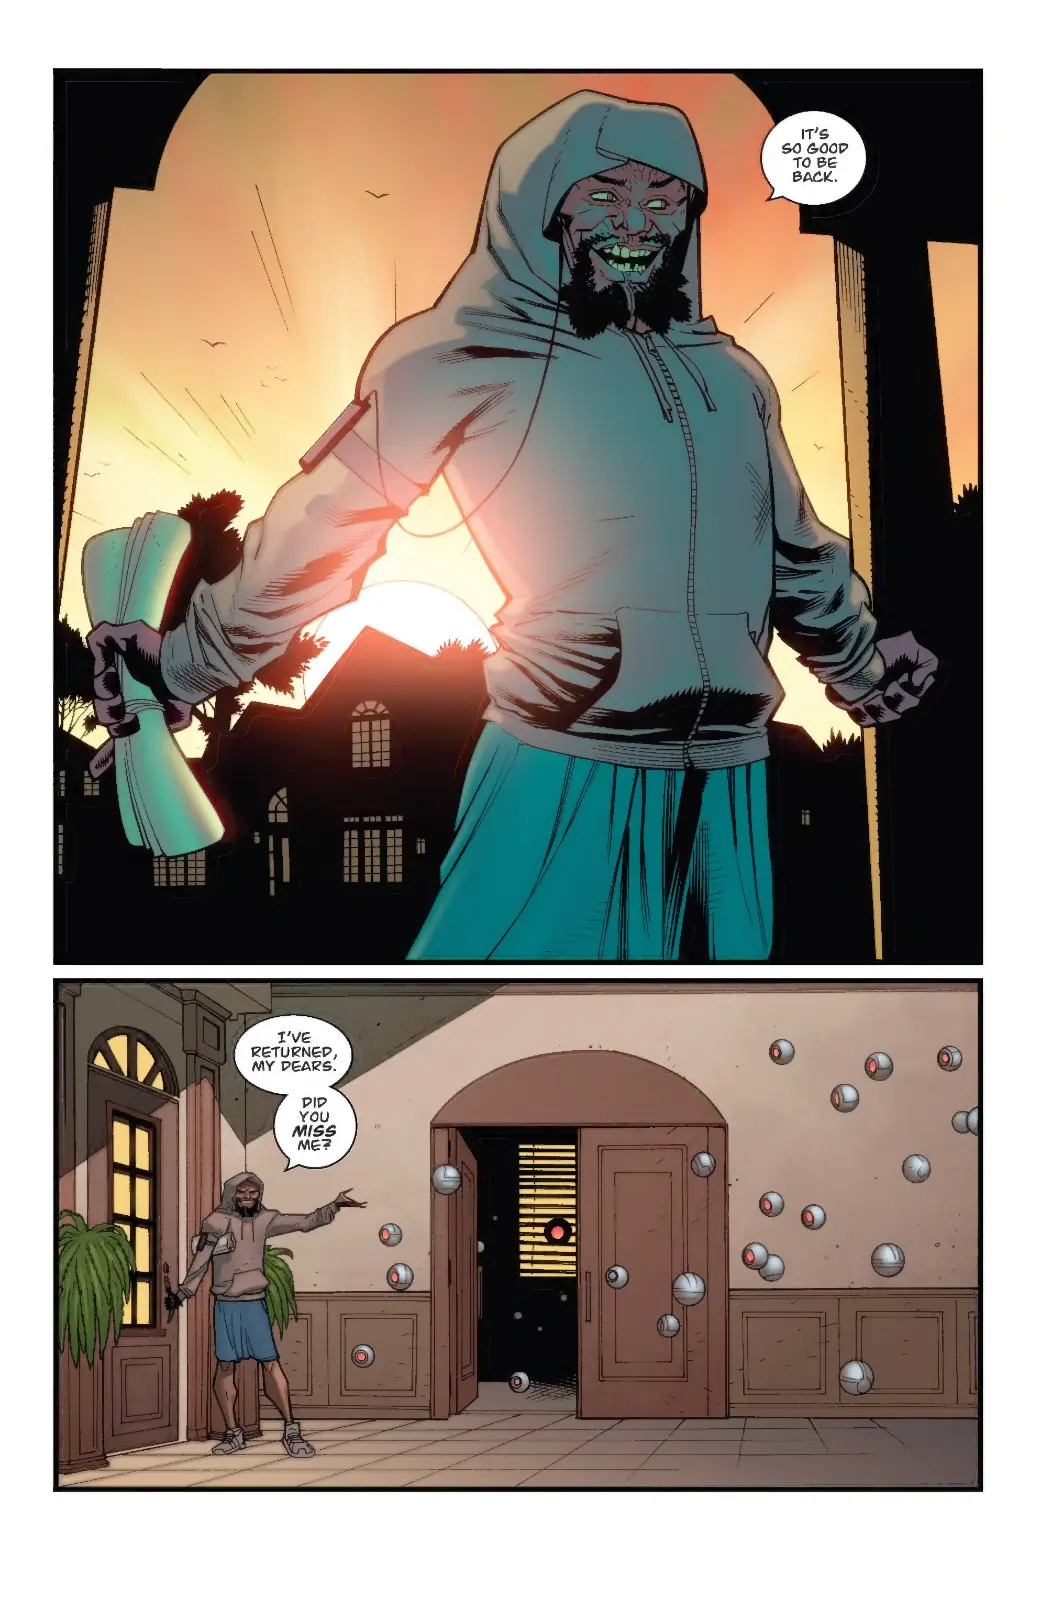 IT'S
SO GOOD
TO BE
BACK.
I'VE
RETURNED,
MY DEARS.
DID
YOU
MISS
ME?